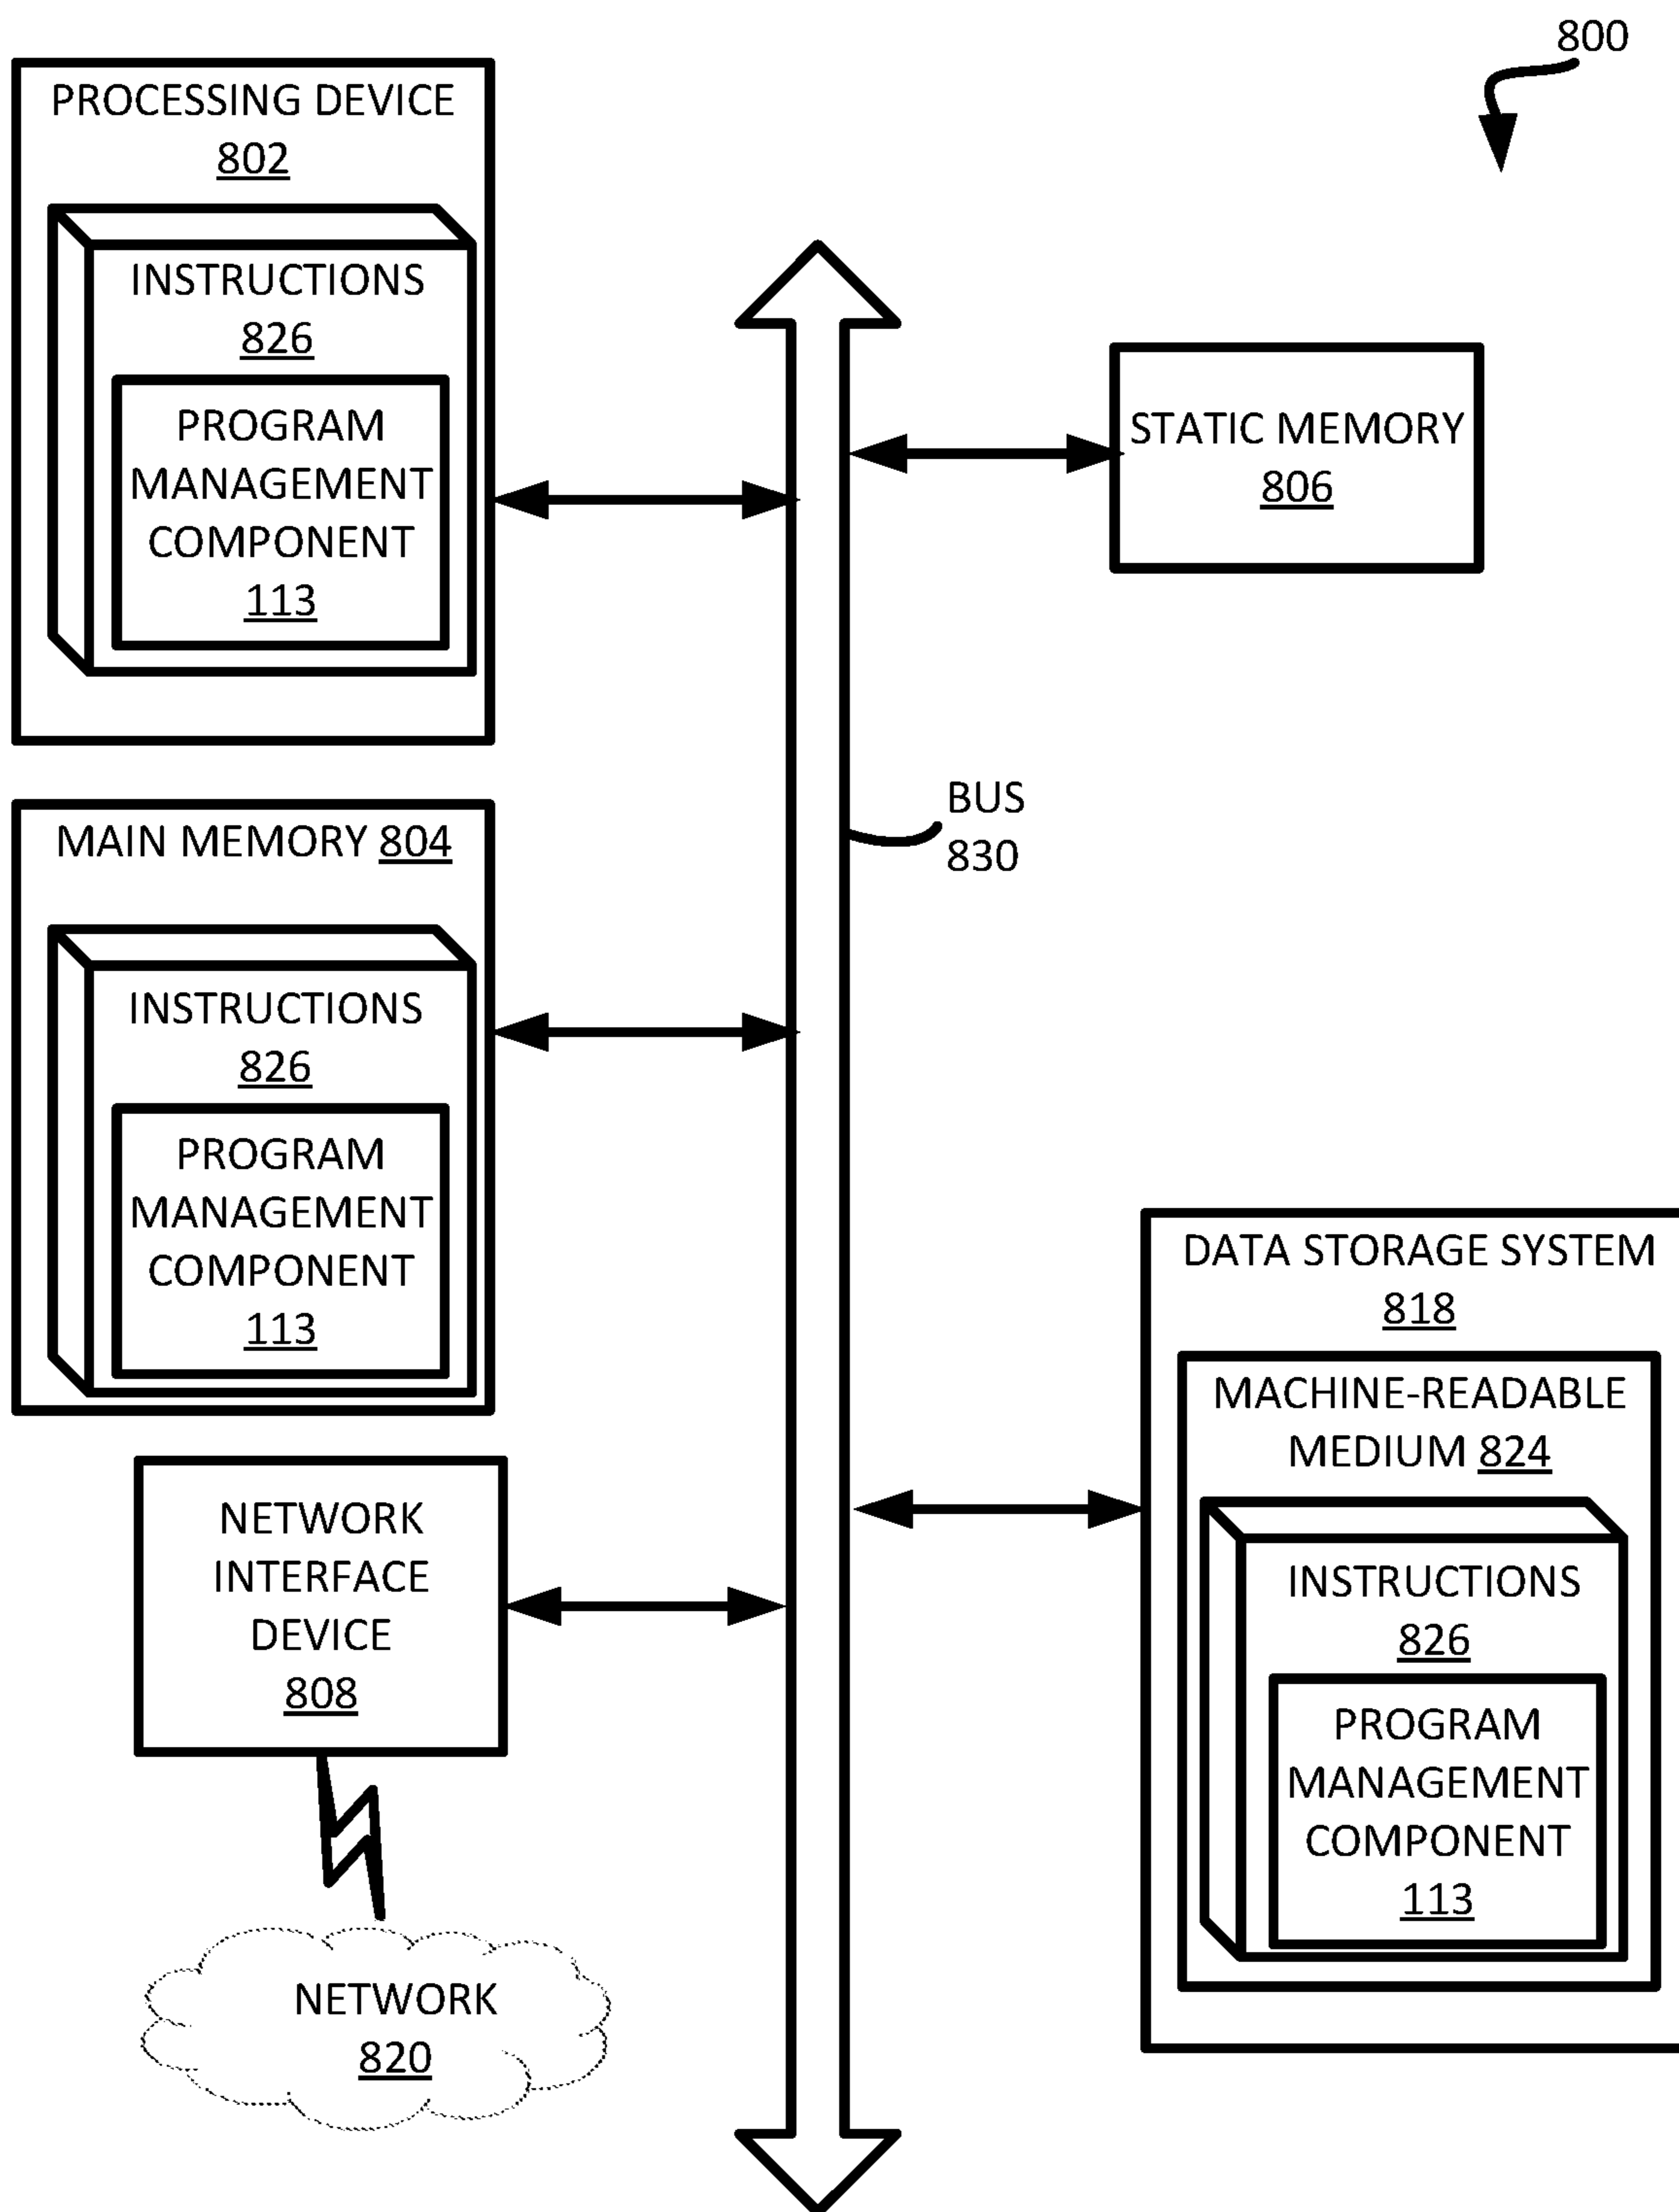 800
PROCESSING DEVICE
802
INSTRUCTIONS
826
PROGRAM
MANAGEMENT
COMPONENT
113
STATIC MEMORY
806
BUS
830
MAIN MEMORY 804
INSTRUCTIONS
826
PROGRAM
MANAGEMENT
COMPONENT
113
DATA STORAGE SYSTEM
818
MACHINE-READABLE
MEDIUM 824
INSTRUCTIONS
826
PROGRAM
MANAGEMENT
COMPONENT
113
NETWORK
INTERFACE
DEVICE
808
NETWORK
820